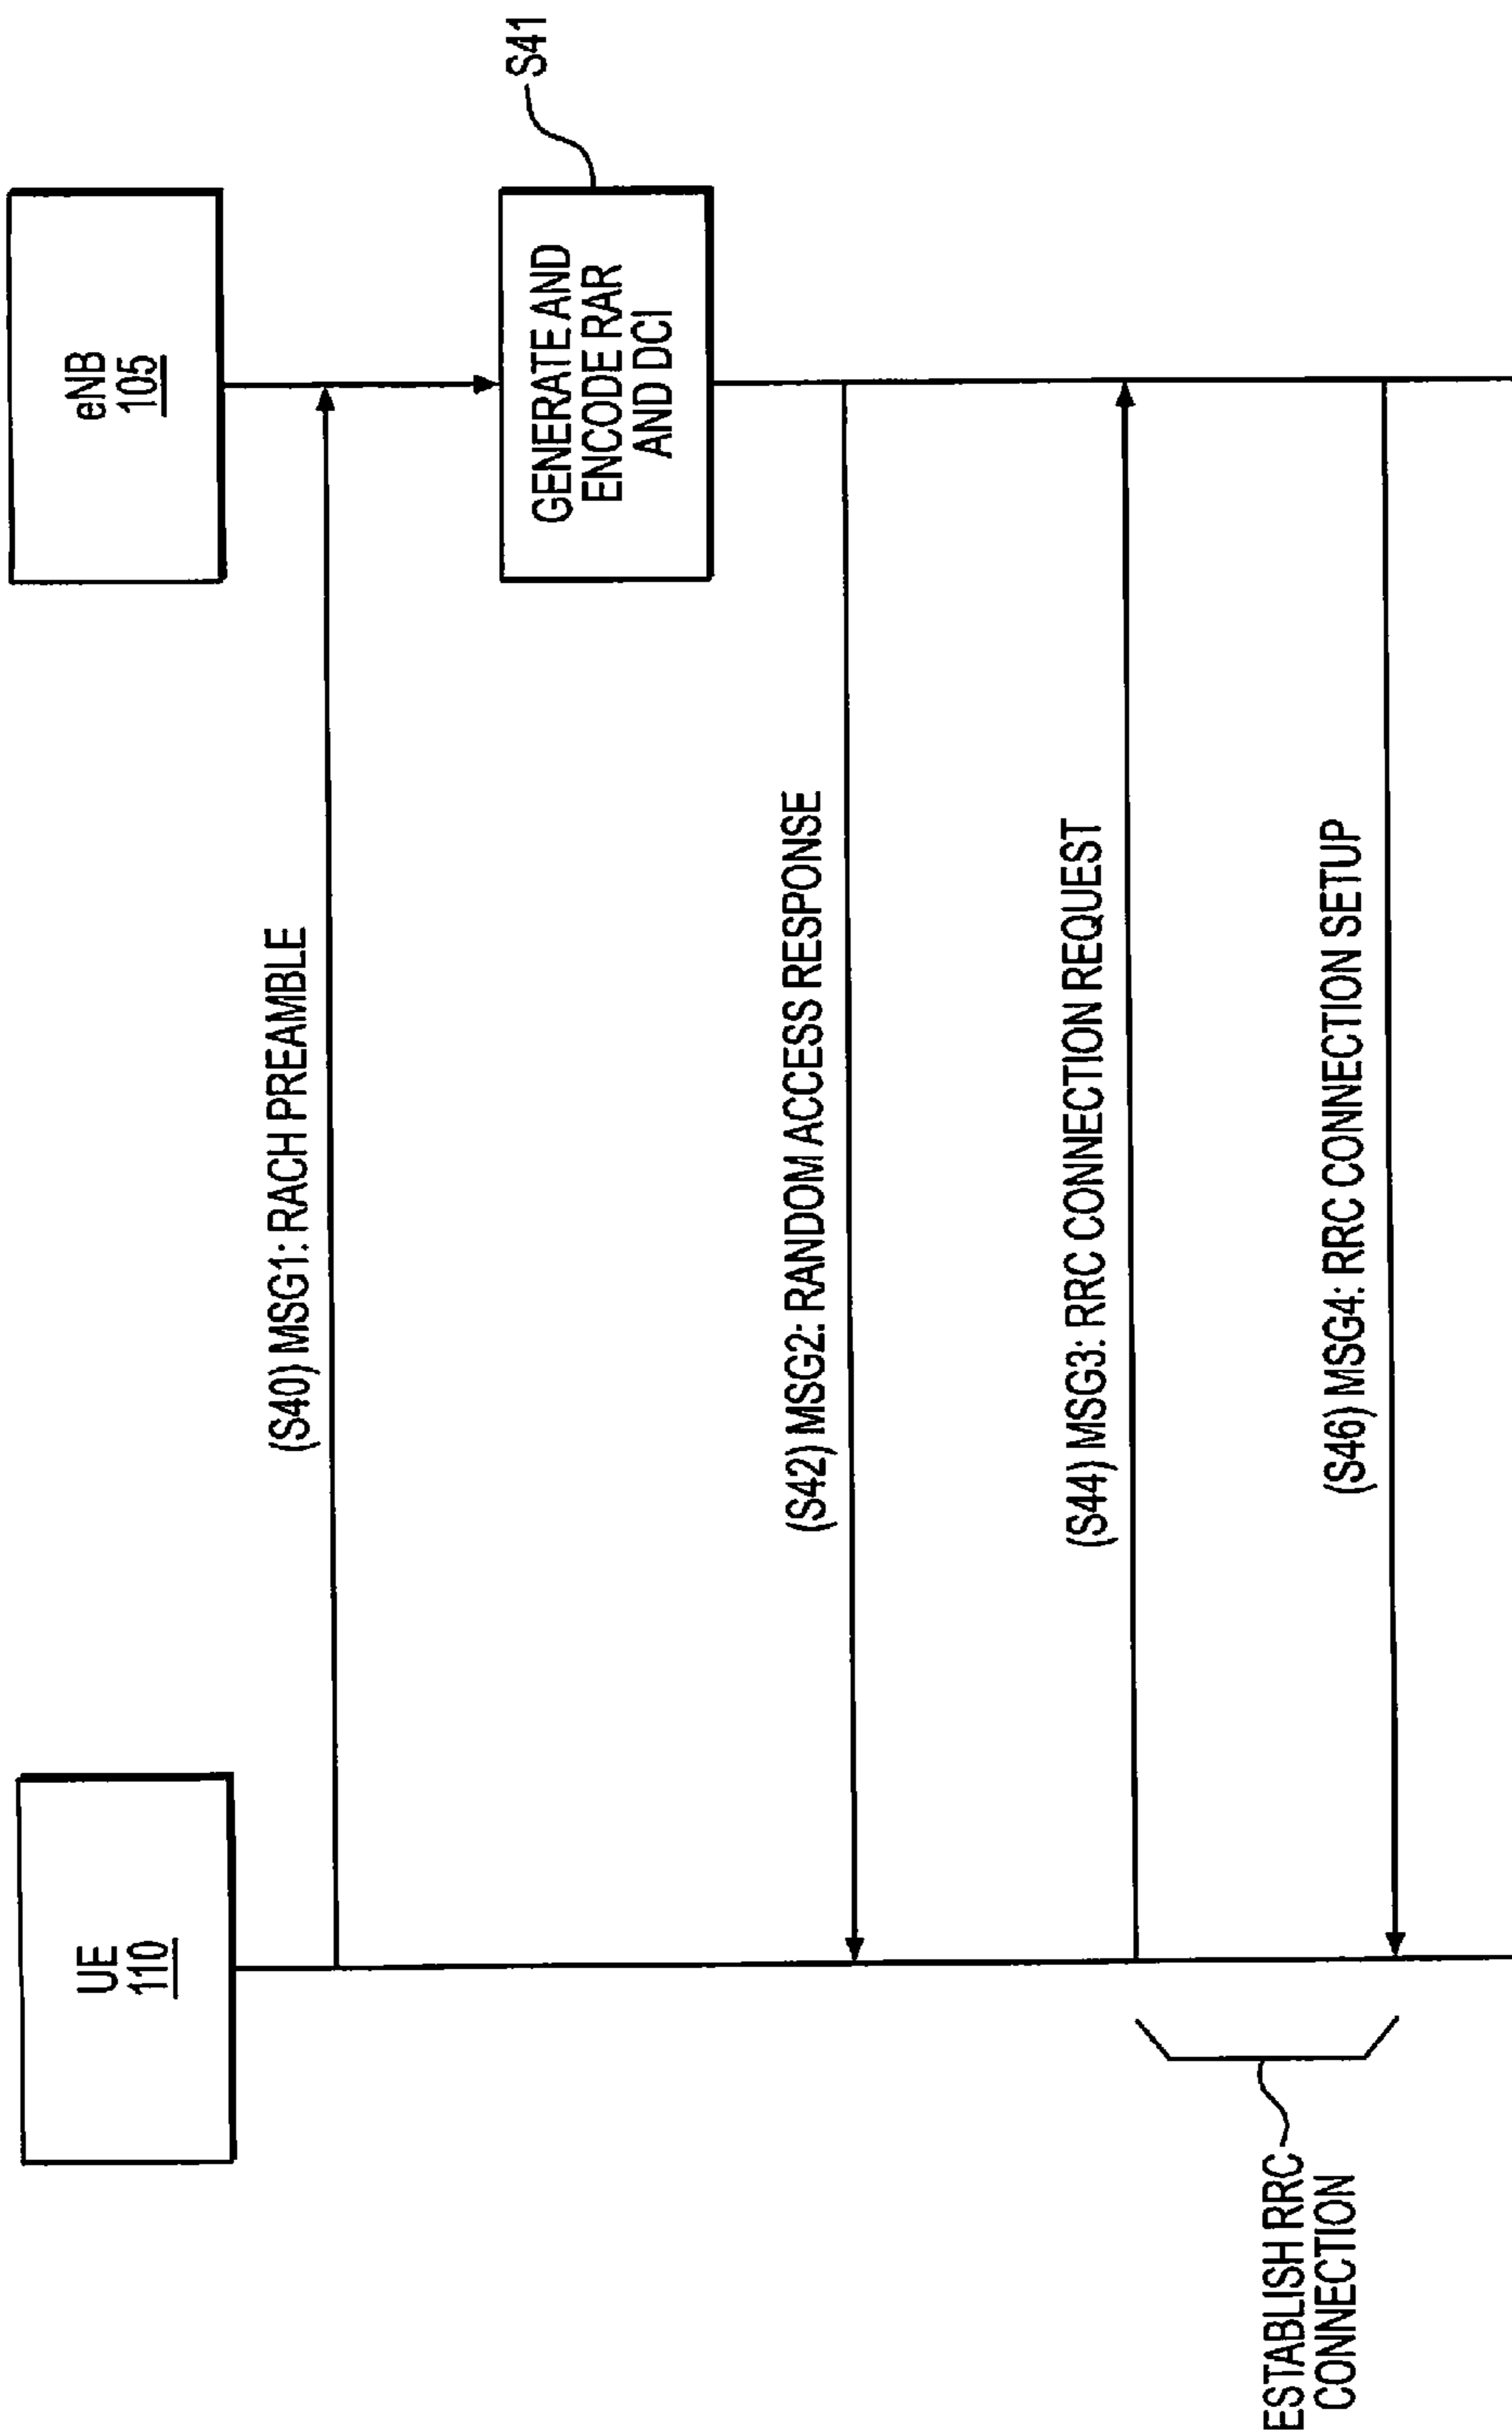 UE
110
eNB
105
(S40) MSG1: RACH PREAMBLE
GENERATE AND
ENCODE RAR
AND DCI
S41
(S42) MSG2: RANDOM ACCESS RESPONSE
(S44) MSG3: RRC CONNECTION REQUEST
ESTABLISH RRC
CONNECTION
(S46) MSG4: RRC CONNECTION SETUP